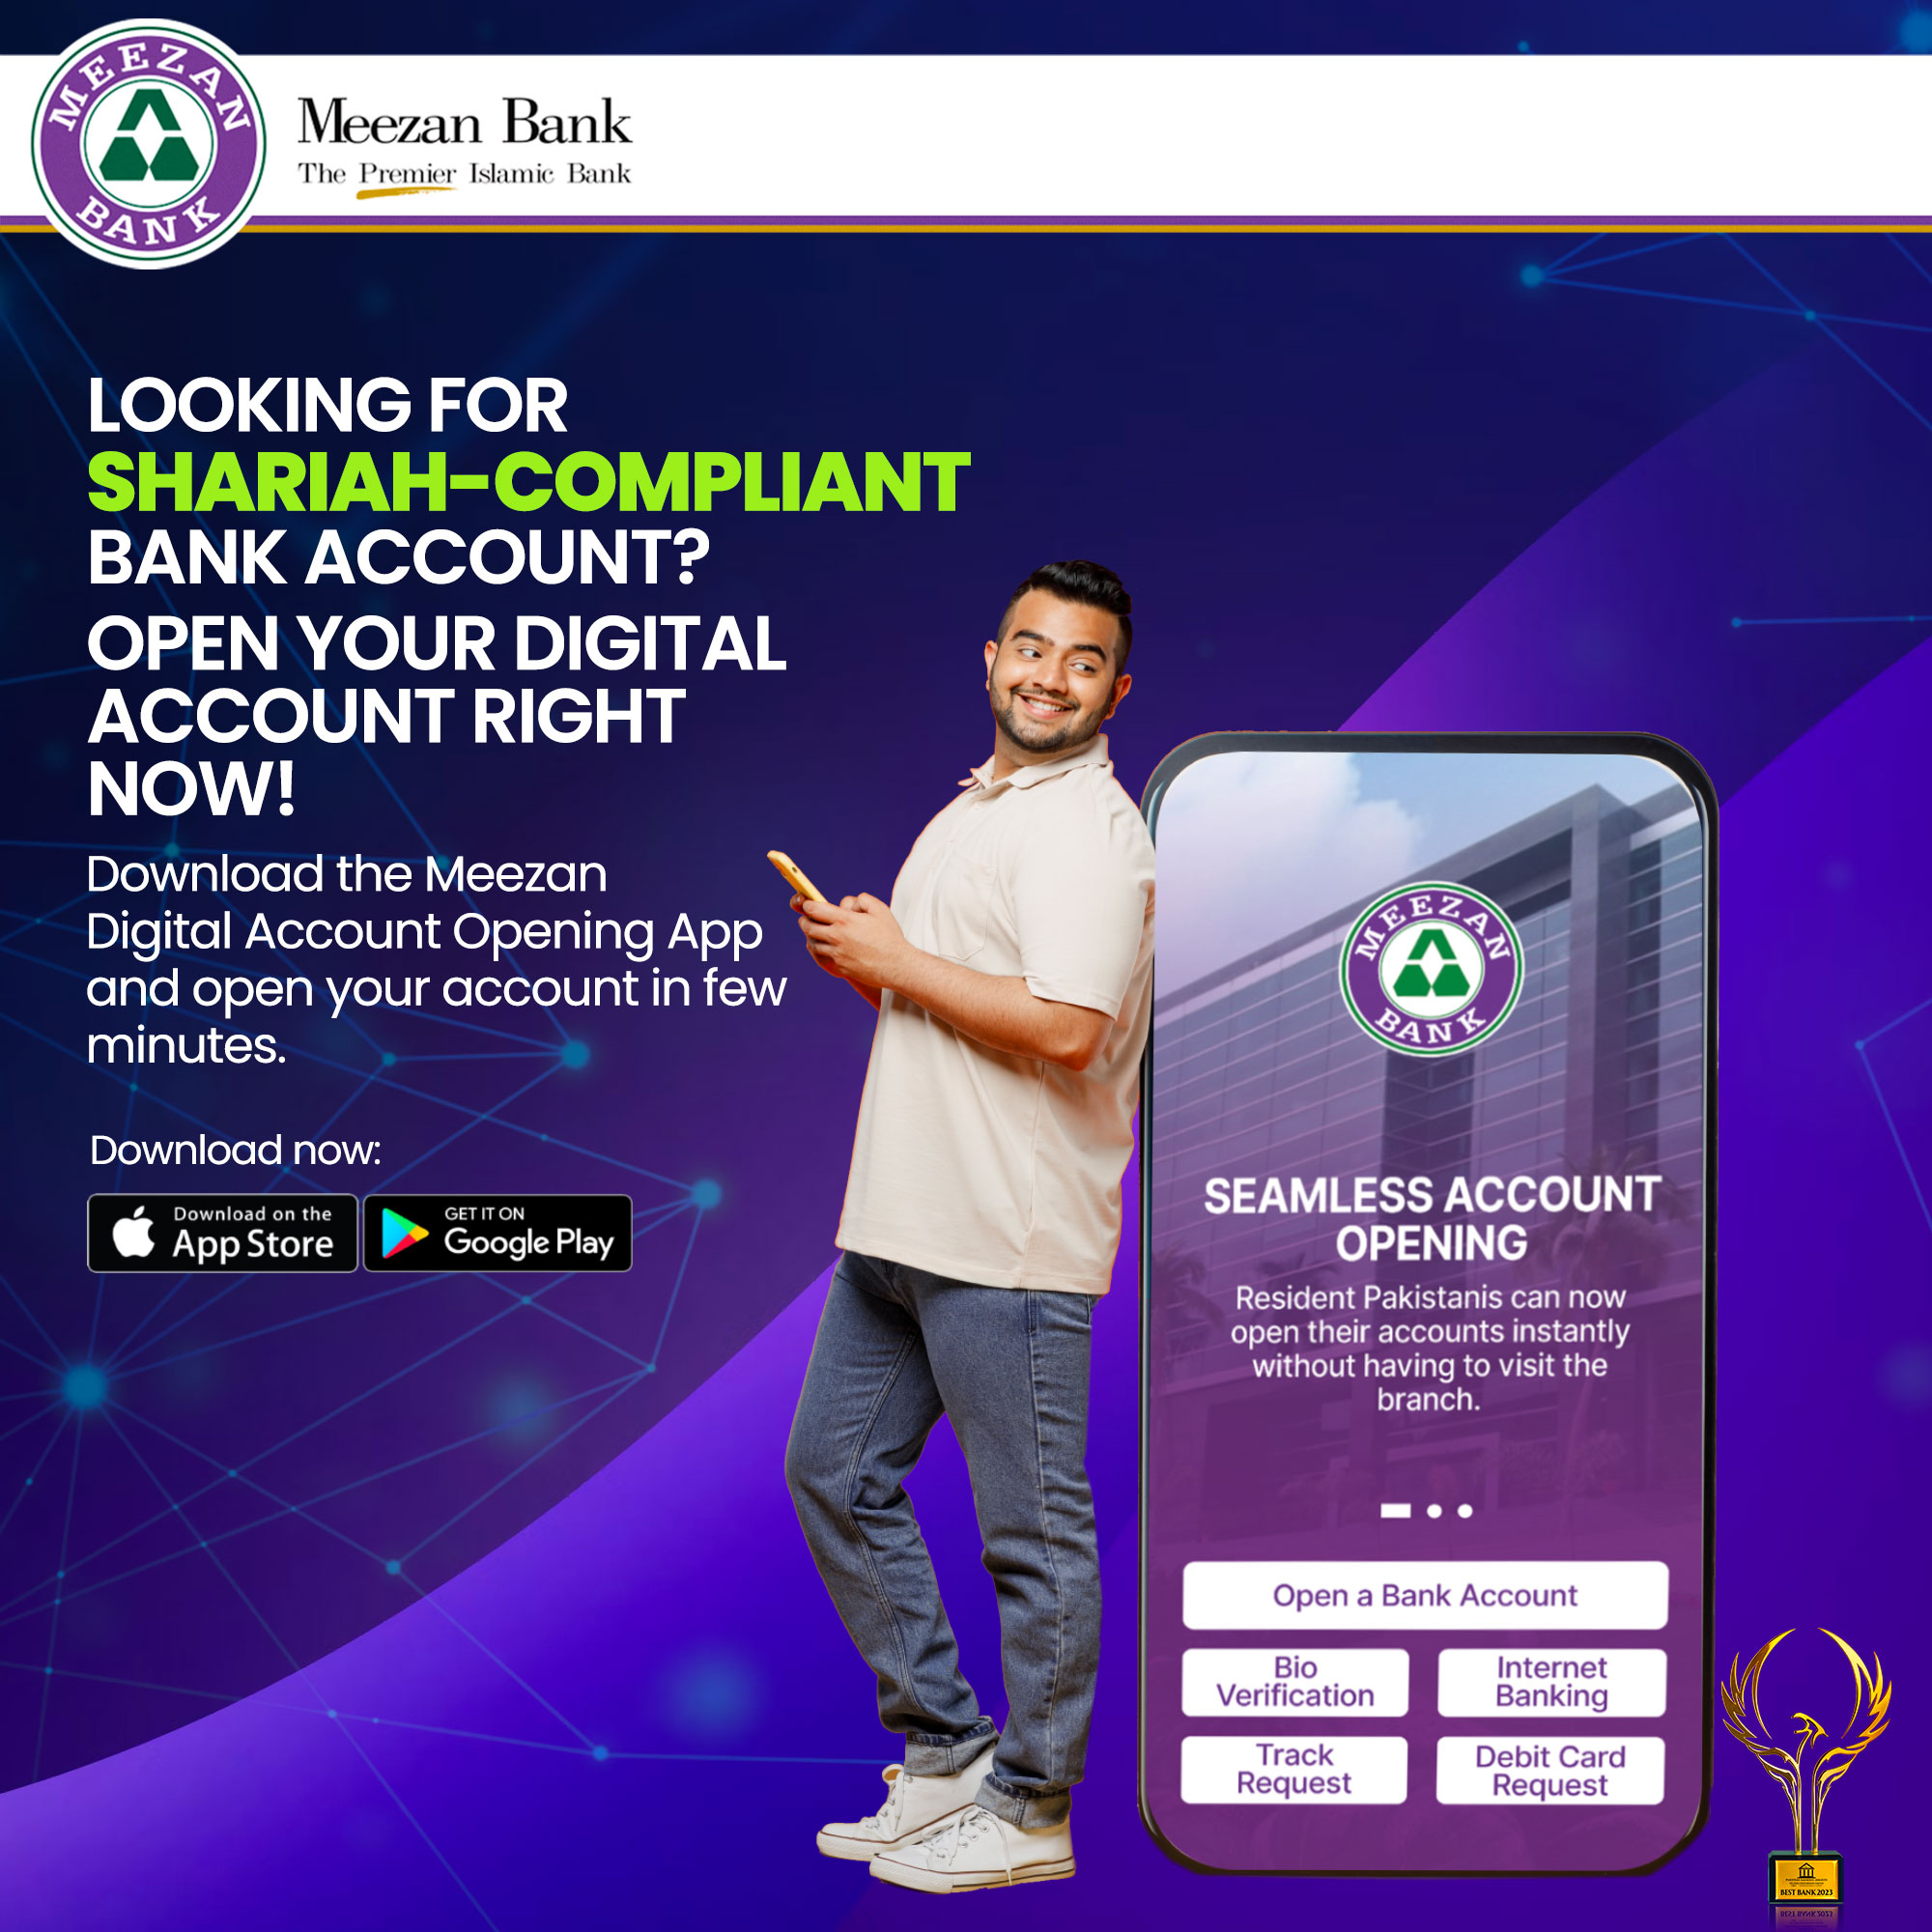 MEEZAN
BANK
Meezan Bank
The Premier Islamic Bank
LOOKING FOR
SHARIAH-COMPLIANT
BANK ACCOUNT?
OPEN YOUR DIGITAL
ACCOUNT RIGHT
NOW!
Download the Meezan
Digital Account Opening App
and open your account in few
minutes.
Download now:
Download on the
App Store
GET IT ON
Google Play
MEEZAN
BANK
SEAMLESS ACCOUNT
OPENING
Resident Pakistanis can now
open their accounts instantly
without having to visit the
branch.
Open a Bank Account
Bio
Verification
Internet
Banking
Track
Request
Debit Card
Request
BEST BANK 2023